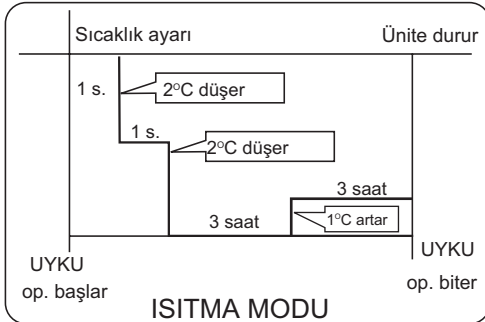 Sıcaklık ayarı
Ünite durur
1 s.
2°C düşer
1 s.
2°C düşer
3 saat
3 saat
1°C artar
UYKU
op. başlar
UYKU
op. biter
ISITMA MODU